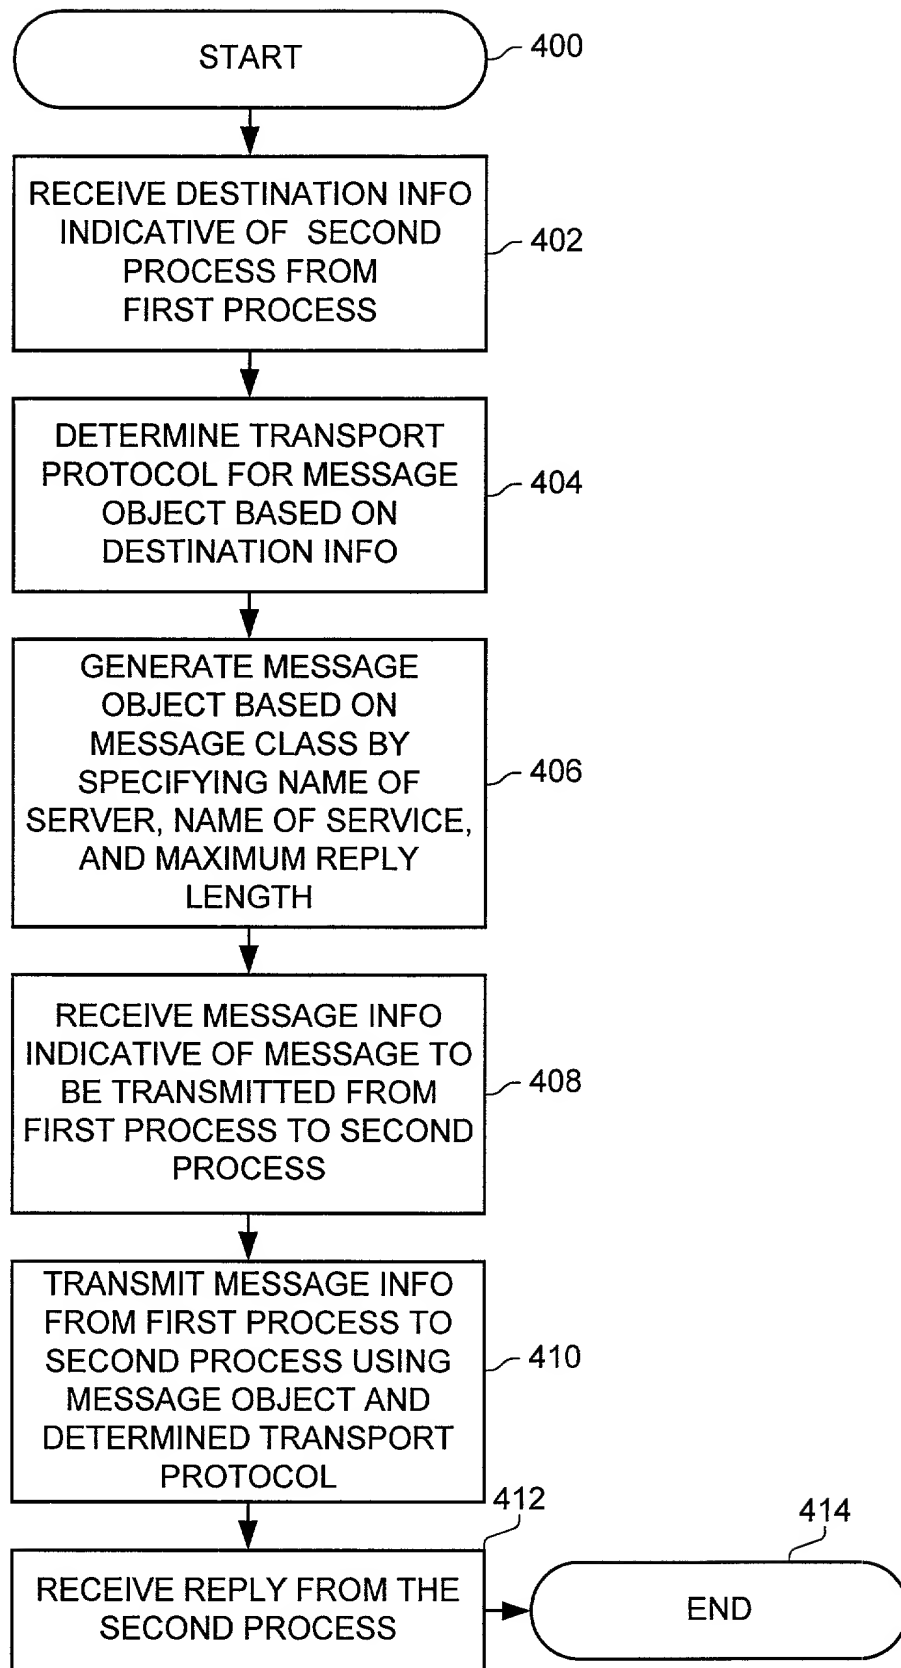 START
400
RECEIVE DESTINATION INFO
INDICATIVE OF SECOND
PROCESS FROM
FIRST PROCESS
402
DETERMINE TRANSPORT
PROTOCOL FOR MESSAGE
OBJECT BASED ON
DESTINATION INFO
404
GENERATE MESSAGE
OBJECT BASED ON
MESSAGE CLASS BY
SPECIFYING NAME OF
SERVER, NAME OF SERVICE,
AND MAXIMUM REPLY
LENGTH
406
RECEIVE MESSAGE INFO
INDICATIVE OF MESSAGE TO
BE TRANSMITTED FROM
FIRST PROCESS TO SECOND
PROCESS
408
TRANSMIT MESSAGE INFO
FROM FIRST PROCESS TO
SECOND PROCESS USING
MESSAGE OBJECT AND
DETERMINED TRANSPORT
PROTOCOL
410
412
RECEIVE REPLY FROM THE
SECOND PROCESS
414
END